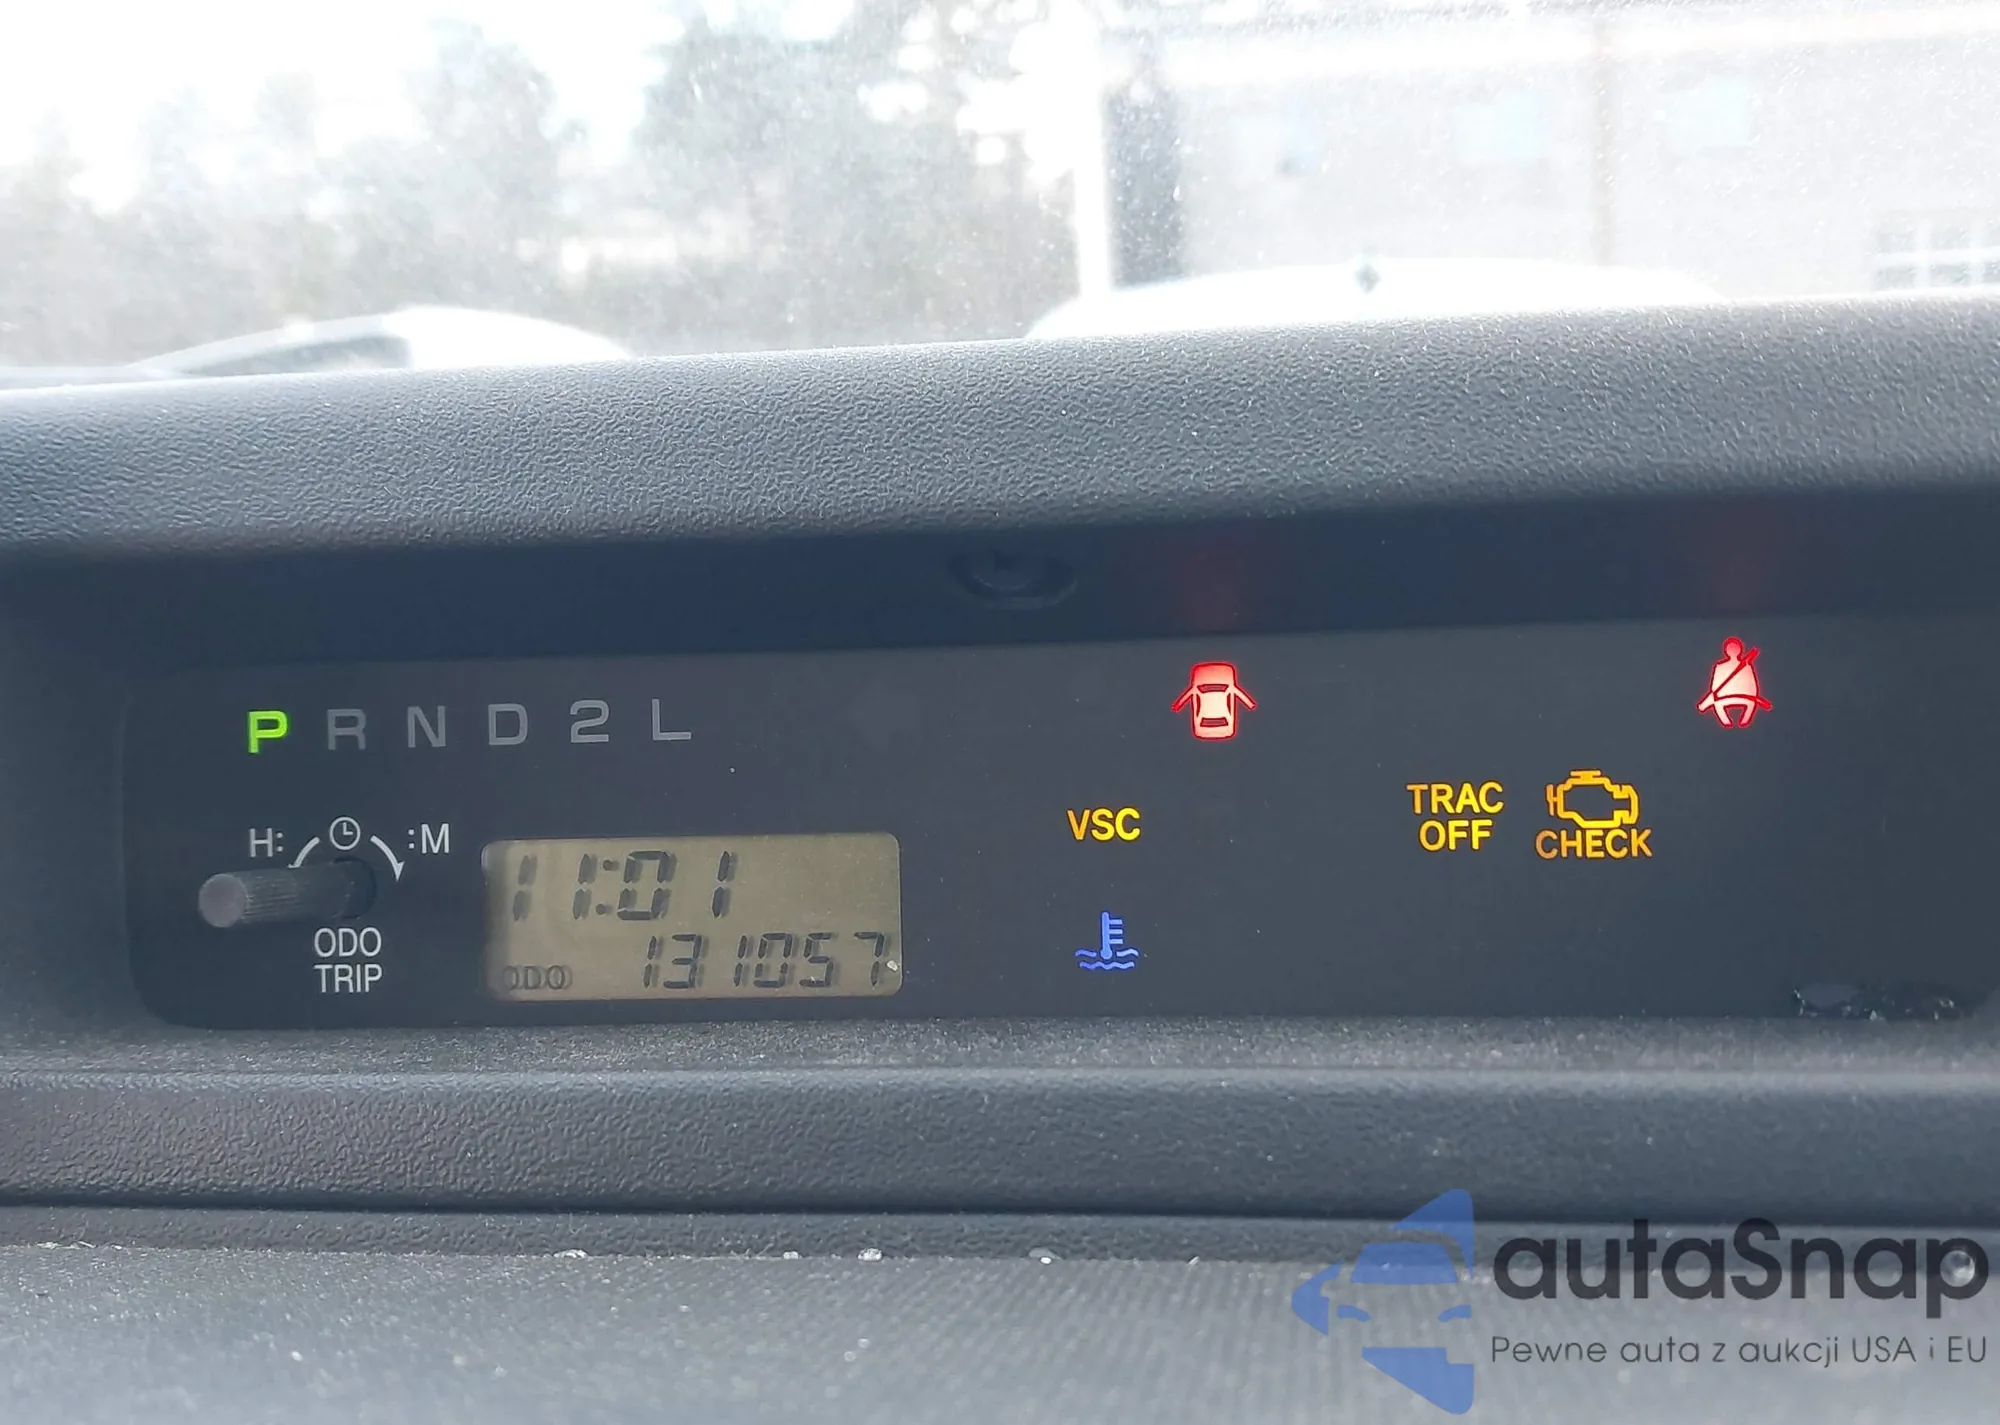 P R N D 2 L
H: :M
ODO
TRIP
11:01
ODO 131057
VSC
TRAC
OFF
CHECK
autaSnap
Pewne auta z aukcji USA i EU